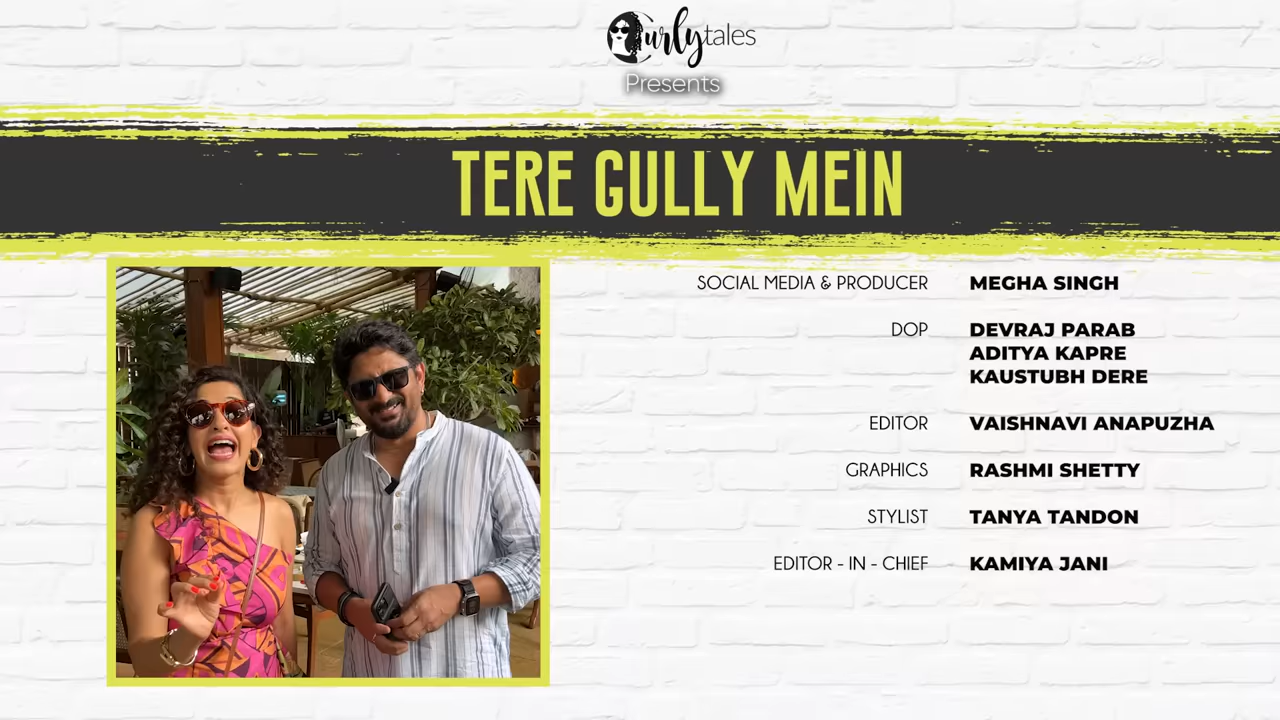 Curlytales
Presents
TERE GULLY MEIN
SOCIAL MEDIA & PRODUCER MEGHA SINGH
DOP DEVRAJ PARAB
ADITYA KAPRE
KAUSTUBH DERE
EDITOR VAISHNAVI ANAPUZHA
GRAPHICS RASHMI SHETTY
STYLIST TANYA TANDON
EDITOR - IN - CHIEF KAMIYA JANI